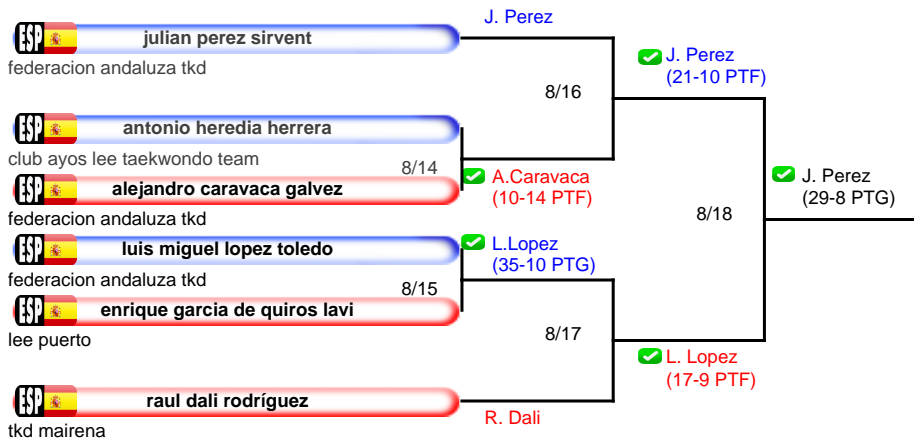 J. Perez
ESP julian perez sirvent
federacion andaluza tkd
J. Perez
(21-10 PTF)
8/16
ESP antonio heredia herrera
club ayos lee taekwondo team
8/14
A.Caravaca
(10-14 PTF)
ESP alejandro caravaca galvez
federacion andaluza tkd
J. Perez
(29-8 PTG)
8/18
ESP luis miguel lopez toledo
federacion andaluza tkd
L.Lopez
(35-10 PTG)
8/15
ESP enrique garcia de quiros lavi
lee puerto
8/17
L. Lopez
(17-9 PTF)
ESP raul dali rodríguez
tkd mairena
R. Dali